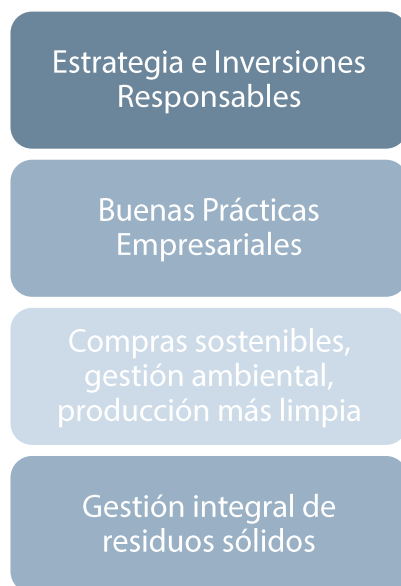 Estrategia e Inversiones
Responsables
Buenas Prácticas
Empresariales
Compras sostenibles,
gestión ambiental,
producción más limpia
Gestión integral de
residuos sólidos